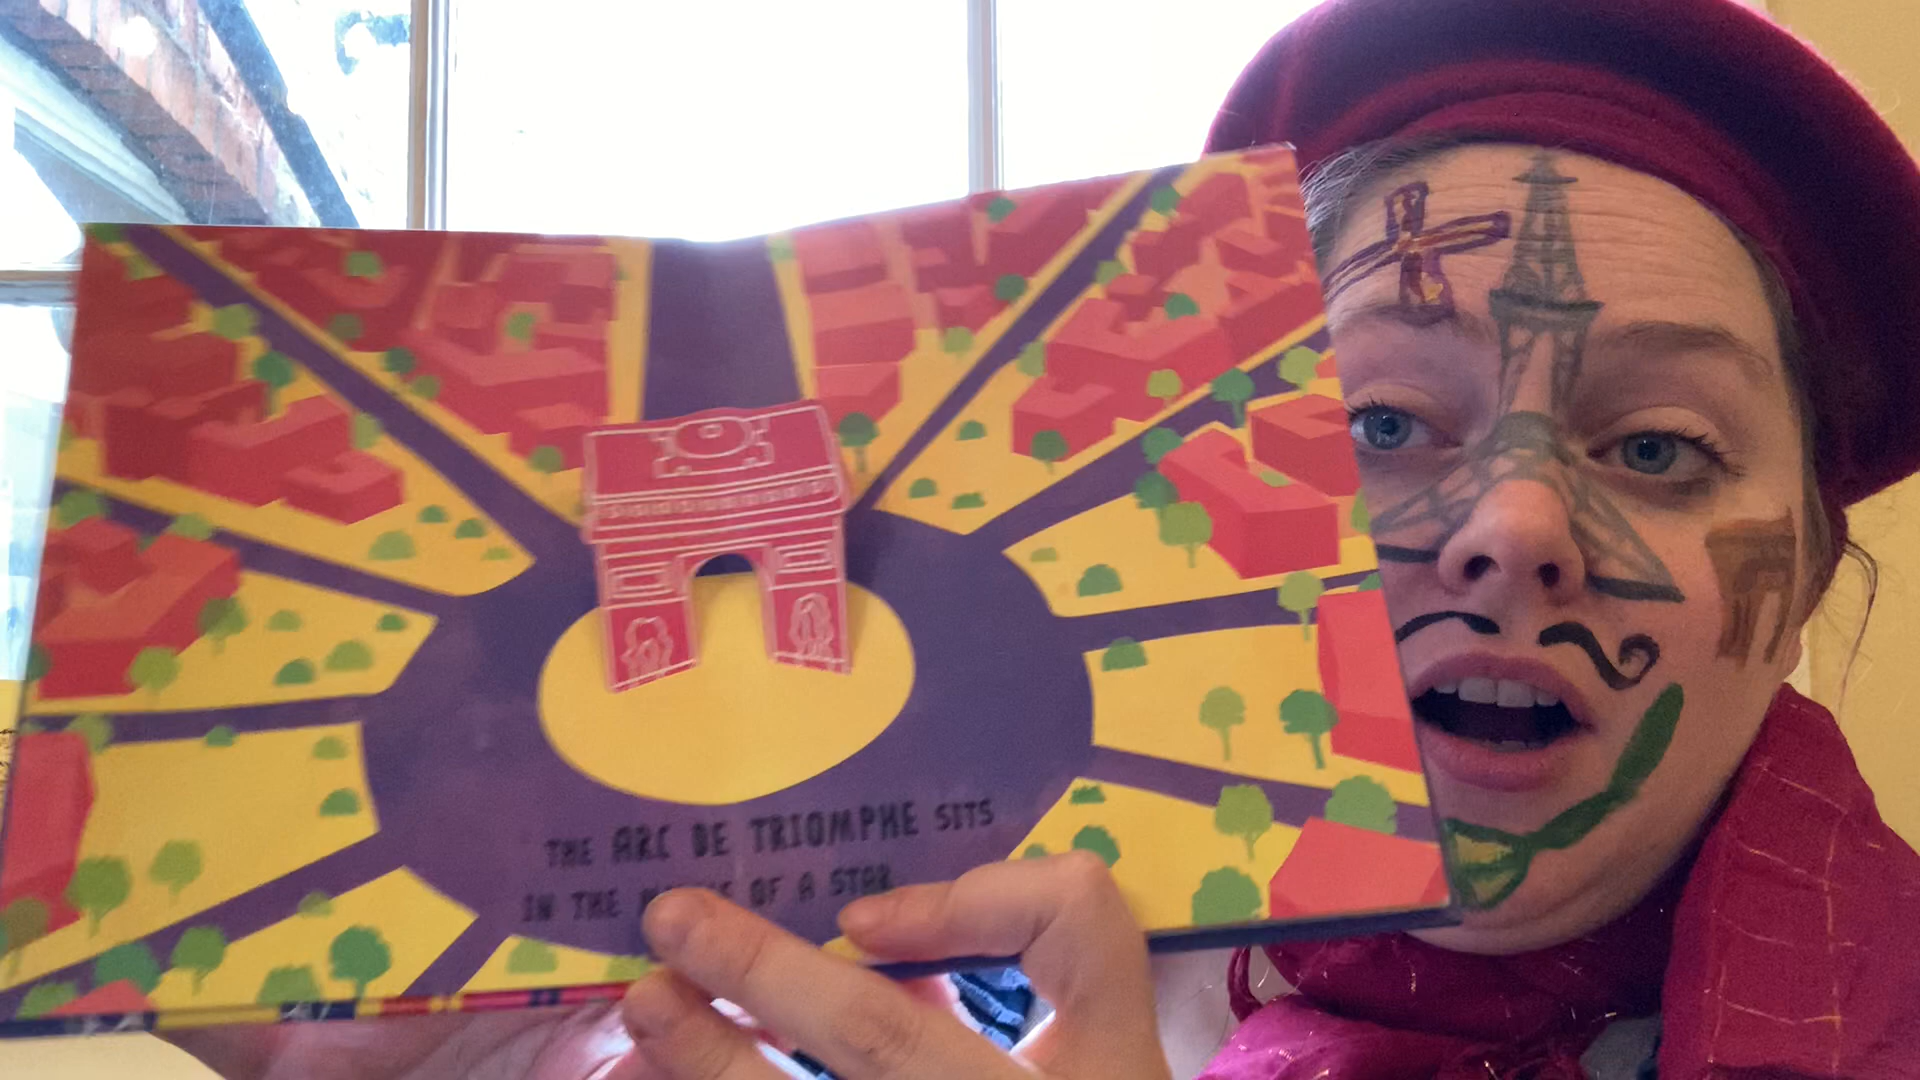 THE ARC DE TRIOMPHE SITS
IN THE OF A STAR